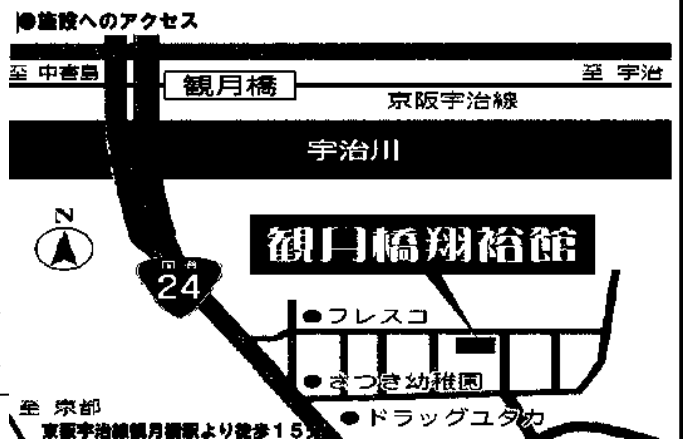 ●施設へのアクセス
至 中書島
観月橋
至 宇治
京阪宇治線
宇治川
N
観月橋翔裕館
国道
24
●フレスコ
●さつき幼稚園
至 京都
●ドラッグユタカ
京阪宇治線観月橋駅より徒歩15分